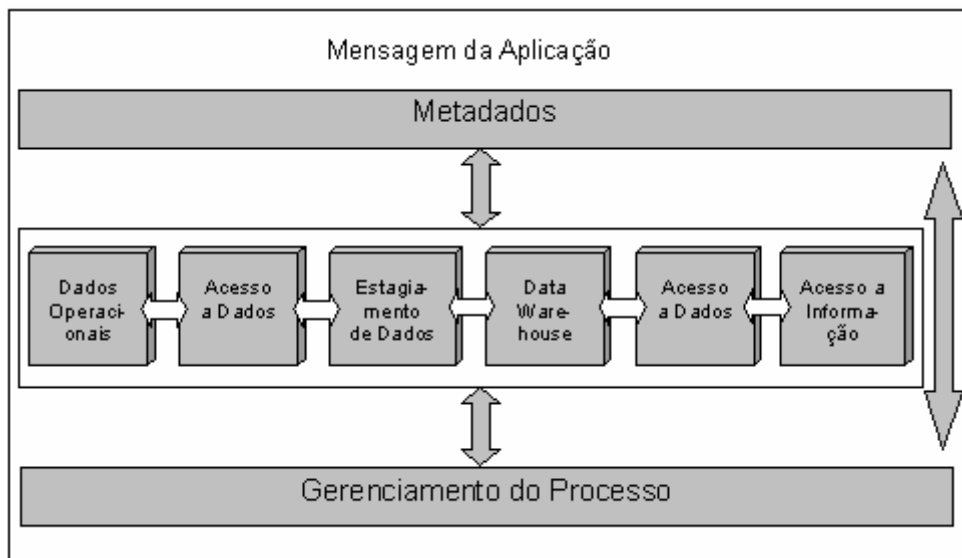 Mensagem da Aplicação
Metadados
Dados
Operaci-
onais
Acesso
a Dados
Estagia-
mento
de Dados
Data
Ware-
house
Acesso
a Dados
Acesso a
Informa-
ção
Gerenciamento do Processo